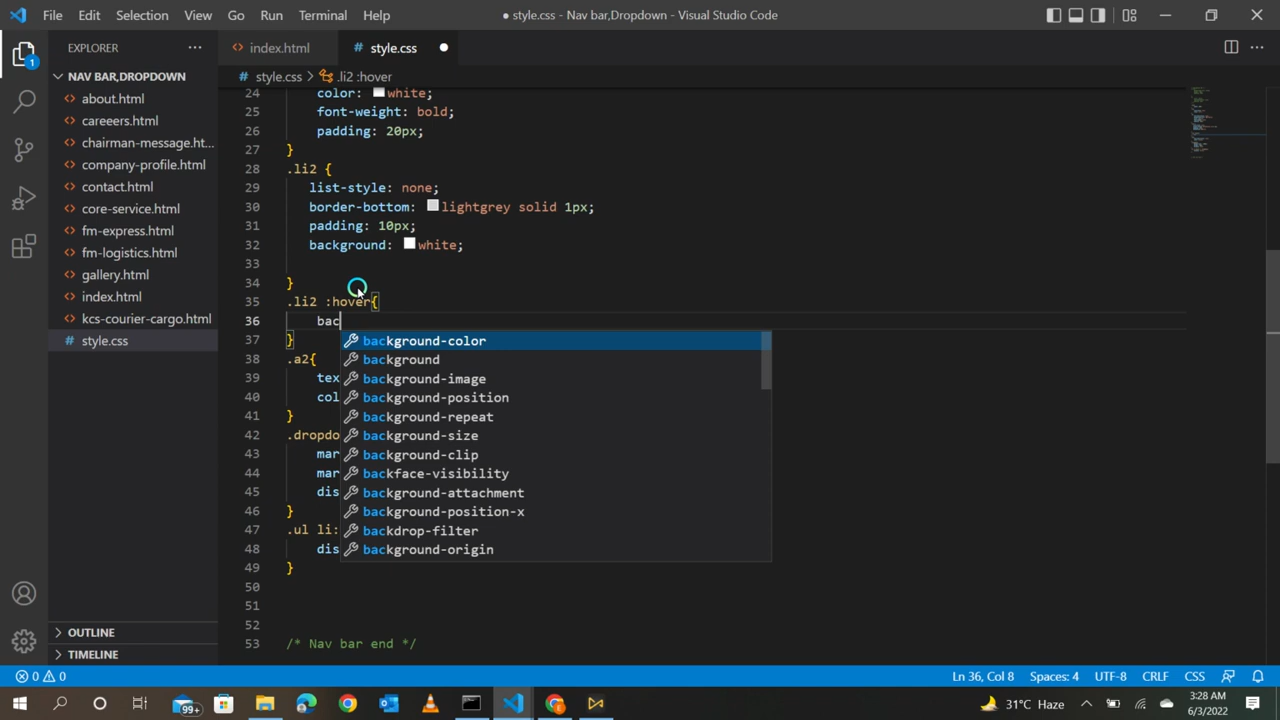 File Edit Selection View Go Run Terminal Help
● style.css - Nav bar,Dropdown - Visual Studio Code
EXPLORER ···
<> index.html
# style.css ●
NAV BAR,DROPDOWN
# style.css > .li2 :hover
<> about.html
<> careeers.html
<> chairman-message.ht...
<> company-profile.html
<> contact.html
<> core-service.html
<> fm-express.html
<> fm-logistics.html
<> gallery.html
<> index.html
<> kcs-courier-cargo.html
# style.css
OUTLINE
TIMELINE
24 color: white;
25 font-weight: bold;
26 padding: 20px;
27 }
28 .li2 {
29 list-style: none;
30 border-bottom: lightgrey solid 1px;
31 padding: 10px;
32 background: white;
33
34 }
35 .li2 :hover{
36 bac
37 }
38 .a2{
39 tex
40 col
41 }
42 .dropdo
43 mar
44 mar
45 dis
46 }
47 .ul li:
48 dis
49 }
50
51
52
53 /* Nav bar end */
background-color
background
background-image
background-position
background-repeat
background-size
background-clip
backface-visibility
background-attachment
background-position-x
backdrop-filter
background-origin
1
0 0
Ln 36, Col 8 Spaces: 4 UTF-8 CRLF CSS
99+
31°C Haze
3:28 AM
6/3/2022